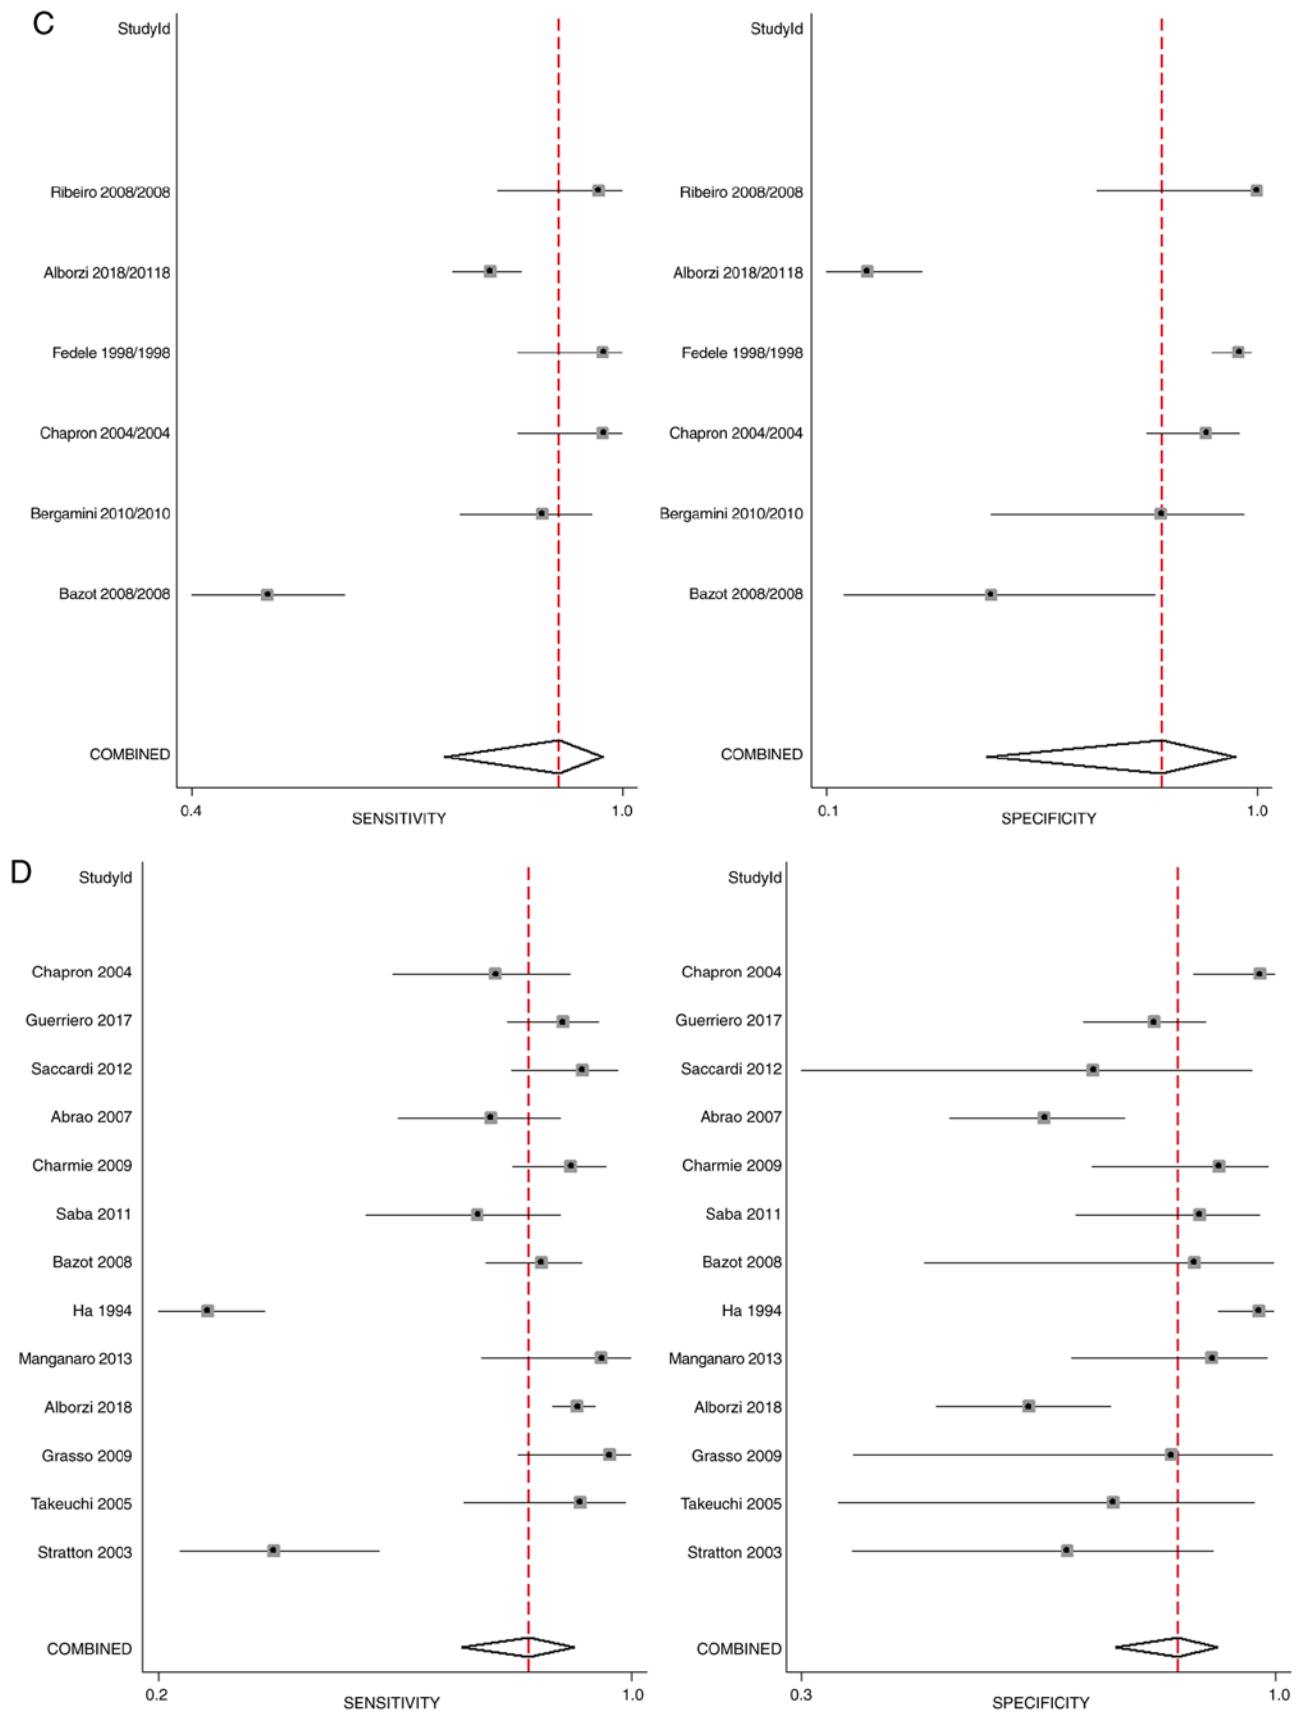 C
StudyId
Ribeiro 2008/2008
Alborzi 2018/20118
Fedele 1998/1998
Chapron 2004/2004
Bergamini 2010/2010
Bazot 2008/2008
COMBINED
0.4
1.0
SENSITIVITY
StudyId
Ribeiro 2008/2008
Alborzi 2018/20118
Fedele 1998/1998
Chapron 2004/2004
Bergamini 2010/2010
Bazot 2008/2008
COMBINED
0.1
1.0
SPECIFICITY
D
StudyId
Chapron 2004
Guerriero 2017
Saccardi 2012
Abrao 2007
Charmie 2009
Saba 2011
Bazot 2008
Ha 1994
Manganaro 2013
Alborzi 2018
Grasso 2009
Takeuchi 2005
Stratton 2003
COMBINED
0.2
1.0
SENSITIVITY
StudyId
Chapron 2004
Guerriero 2017
Saccardi 2012
Abrao 2007
Charmie 2009
Saba 2011
Bazot 2008
Ha 1994
Manganaro 2013
Alborzi 2018
Grasso 2009
Takeuchi 2005
Stratton 2003
COMBINED
0.3
1.0
SPECIFICITY